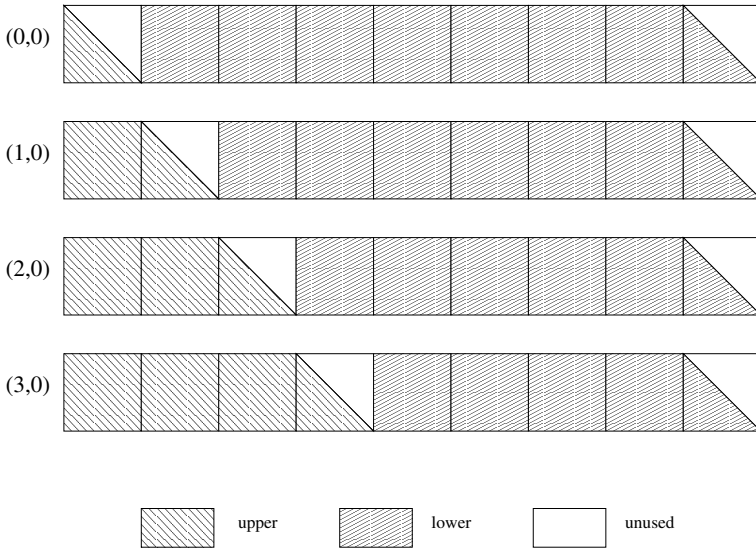 (0,0)
(1,0)
(2,0)
(3,0)
upper lower unused